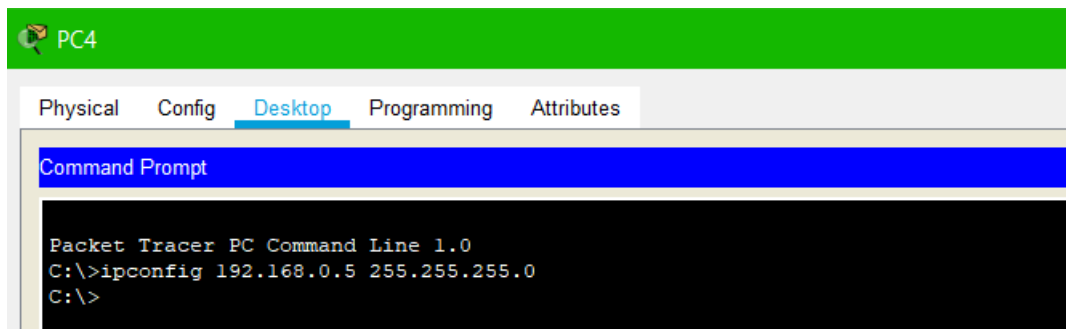 PC4
Physical Config Desktop Programming Attributes
Command Prompt
Packet Tracer PC Command Line 1.0
C:\>ipconfig 192.168.0.5 255.255.255.0
C:\>